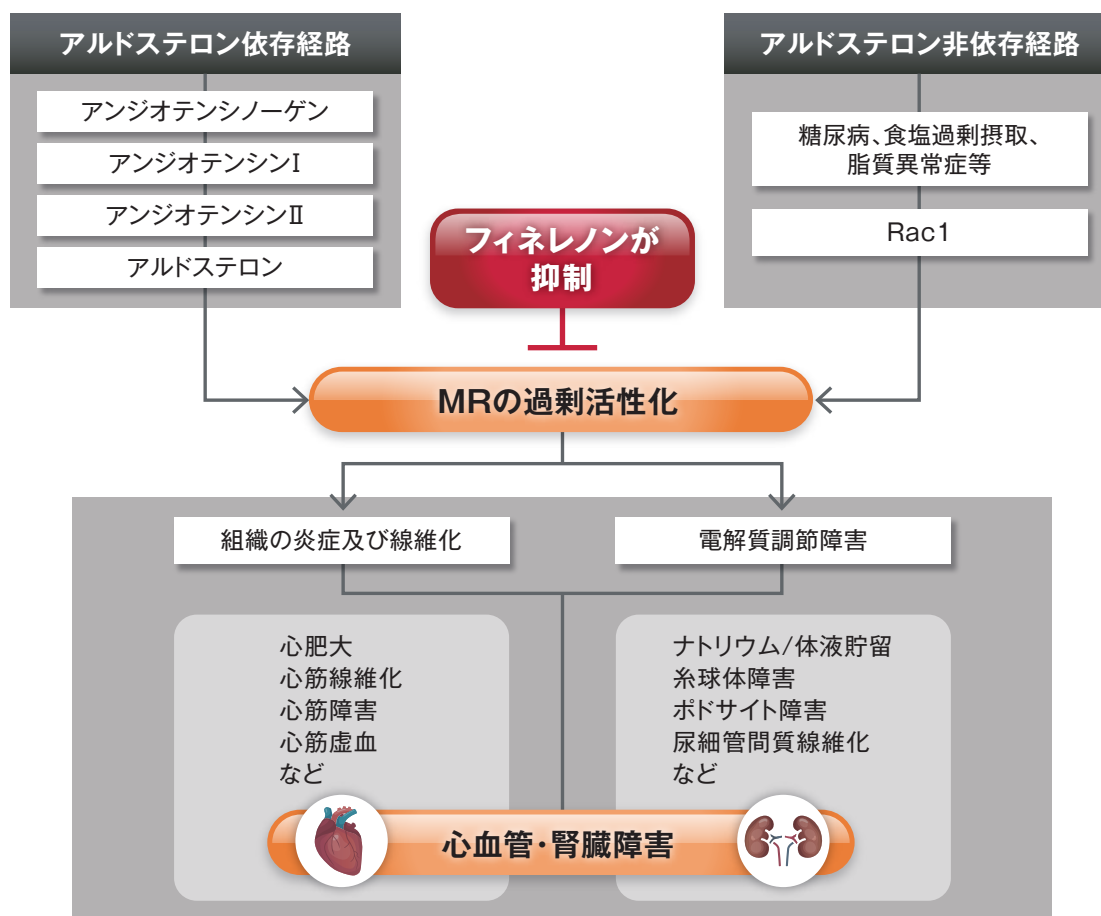 アルドステロン依存経路
アンジオテンシノーゲン
アンジオテンシンⅠ
アンジオテンシンⅡ
アルドステロン
アルドステロン非依存経路
糖尿病、食塩過剰摂取、
脂質異常症等
Rac1
フィネレノンが
抑制
MRの過剰活性化
組織の炎症及び線維化
電解質調節障害
心肥大
心筋線維化
心筋障害
心筋虚血
など
ナトリウム/体液貯留
糸球体障害
ポドサイト障害
尿細管間質線維化
など
心血管・腎臓障害